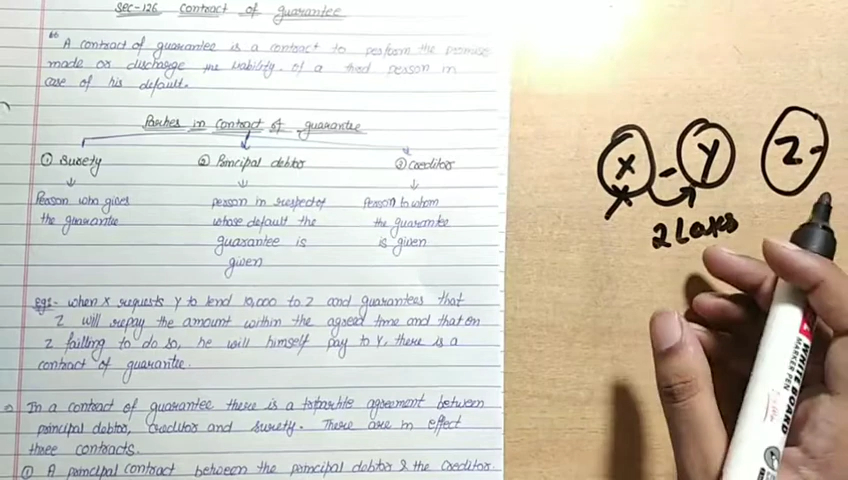 Sec-126 Contract of guarantee
" A contract of guarantee is a contract to perform the promise
made or discharge the liability. of a third person in
case of his default.
Parties in contract of guarantee
① Surety ② Principal debtor ③ Creditor
Person who gives person in respect of Person to whom
the guarantee whose default the the guarantee
guarantee is is given
given
eg:- when X requests Y to lend 10,000 to Z and guarantees that
Z will repay the amount within the agreed time and that on
Z failling to do so, he will himself pay to Y, there is a
contract of guarantee.
In a contract of guarantee there is a tripartite agreement between
principal debtor, creditor and surety. There are in effect
three contracts.
① A principal contract between the principal debtor & the creditor.
X - Y Z -
X
2 Laks
WHITE BOARD
MARKER PEN